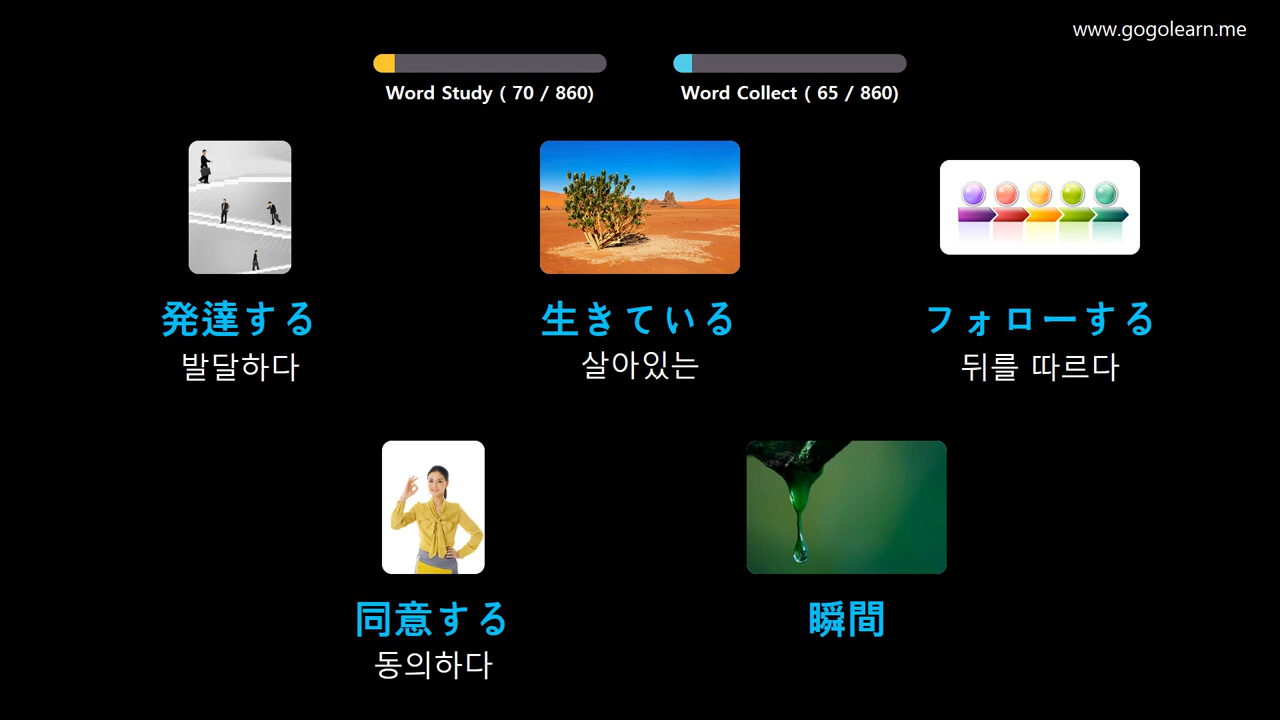 www.gogolearn.me
Word Study ( 70 / 860)
Word Collect ( 65 / 860)
発達する
발달하다
生きている
살아있는
フォローする
뒤를 따르다
同意する
동의하다
瞬間